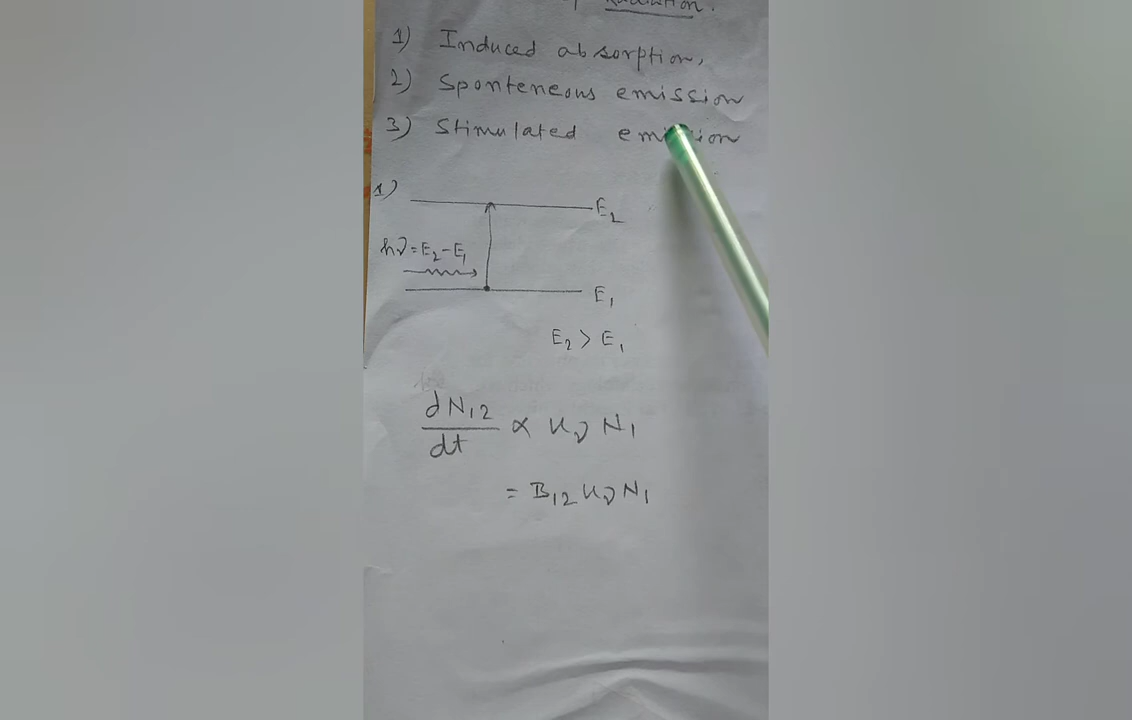 Radiation.
1) Induced absorption,
2) Sponteneous emission
3) Stimulated
1)
E2
hν = E2 - E1
E1
E2 > E1
dN12/dt ∝ uν N1
= B12 uν N1